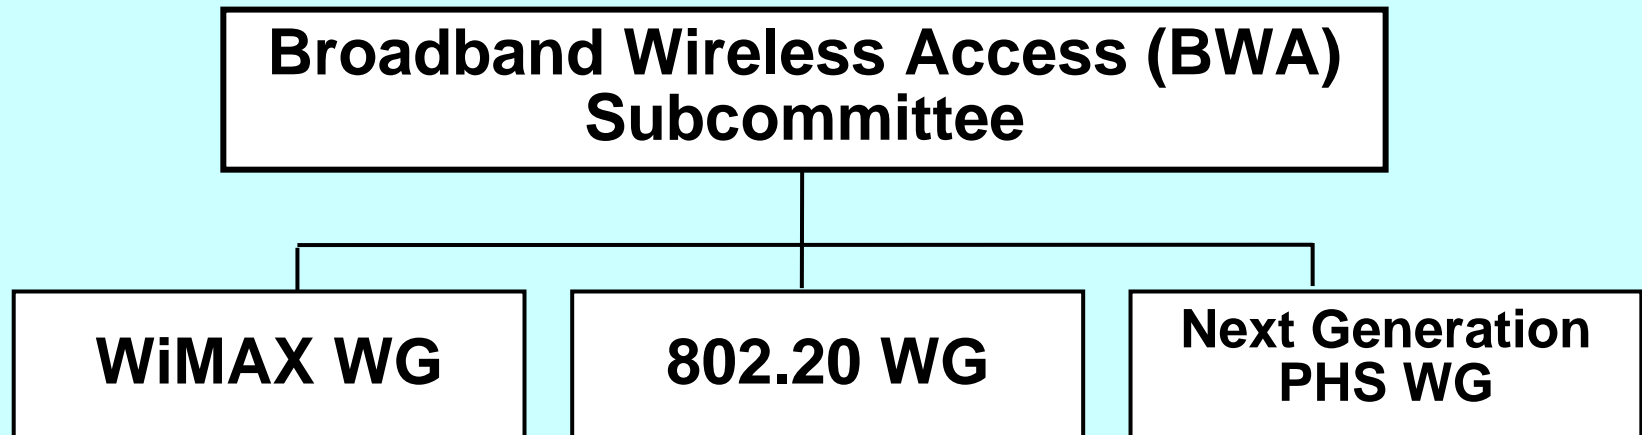 Broadband Wireless Access (BWA)
Subcommittee
WiMAX WG
802.20 WG
Next Generation
PHS WG